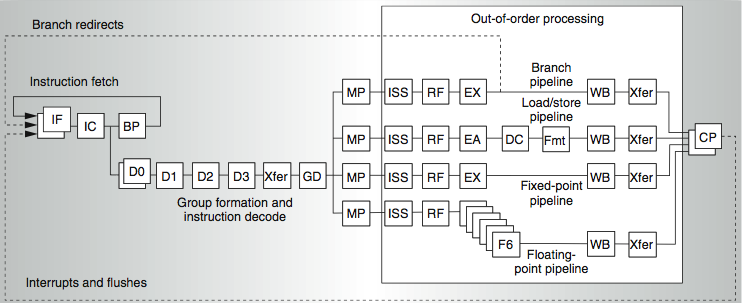 Out-of-order processing
Branch redirects
Instruction fetch
Branch
pipeline
MP ISS RF EX WB Xfer
Load/store
pipeline
IF IC BP
MP ISS RF EA DC Fmt WB Xfer CP
D0 D1 D2 D3 Xfer GD
MP ISS RF EX WB Xfer
Fixed-point
pipeline
Group formation and
instruction decode
MP ISS RF
F6 WB Xfer
Floating-
point pipeline
Interrupts and flushes